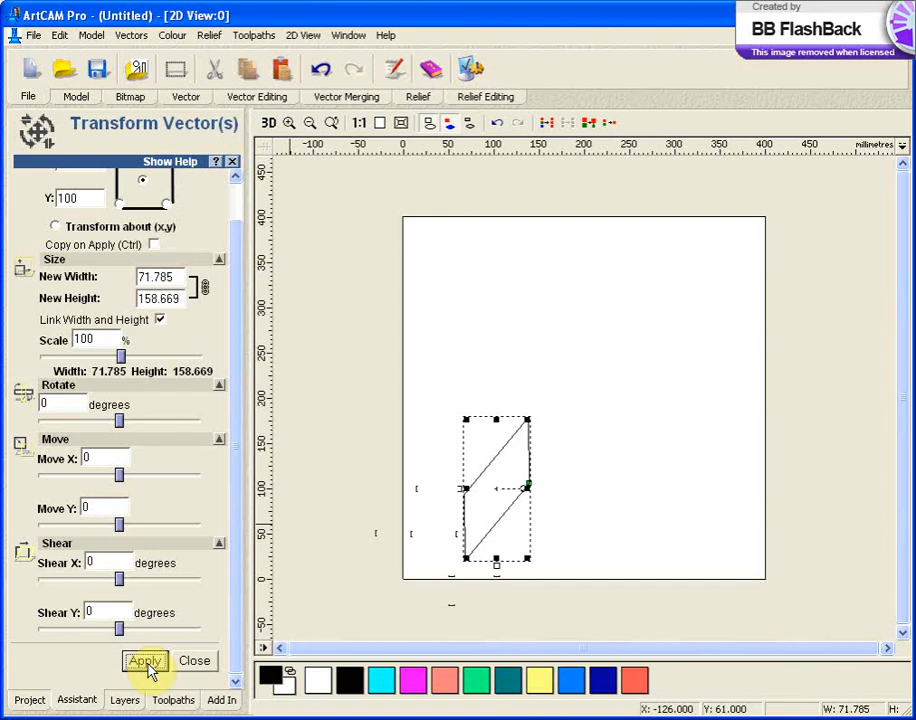 ArtCAM Pro - (Untitled) - [2D View:0]
Created by
BB FlashBack
This image removed when licensed
File Edit Model Vectors Colour Relief Toolpaths 2D View Window Help
File Model Bitmap Vector Vector Editing Vector Merging Relief Relief Editing
Transform Vector(s)
3D 1:1
Show Help ? X
-100 -50 0 50 100 150 200 250 300 350 400 450 500 millimetres
Y: 100
Transform about (x,y)
Copy on Apply (Ctrl)
Size
New Width: 71.785
New Height: 158.669
Link Width and Height
Scale 100 %
Width: 71.785 Height: 158.669
Rotate
0 degrees
Move
Move X: 0
Move Y: 0
Shear
Shear X: 0 degrees
Shear Y: 0 degrees
Apply Close
450
400
350
300
250
200
150
100
50
0
-50
Project Assistant Layers Toolpaths Add In
X: -126.000 Y: 61.000 W: 71.785 H: